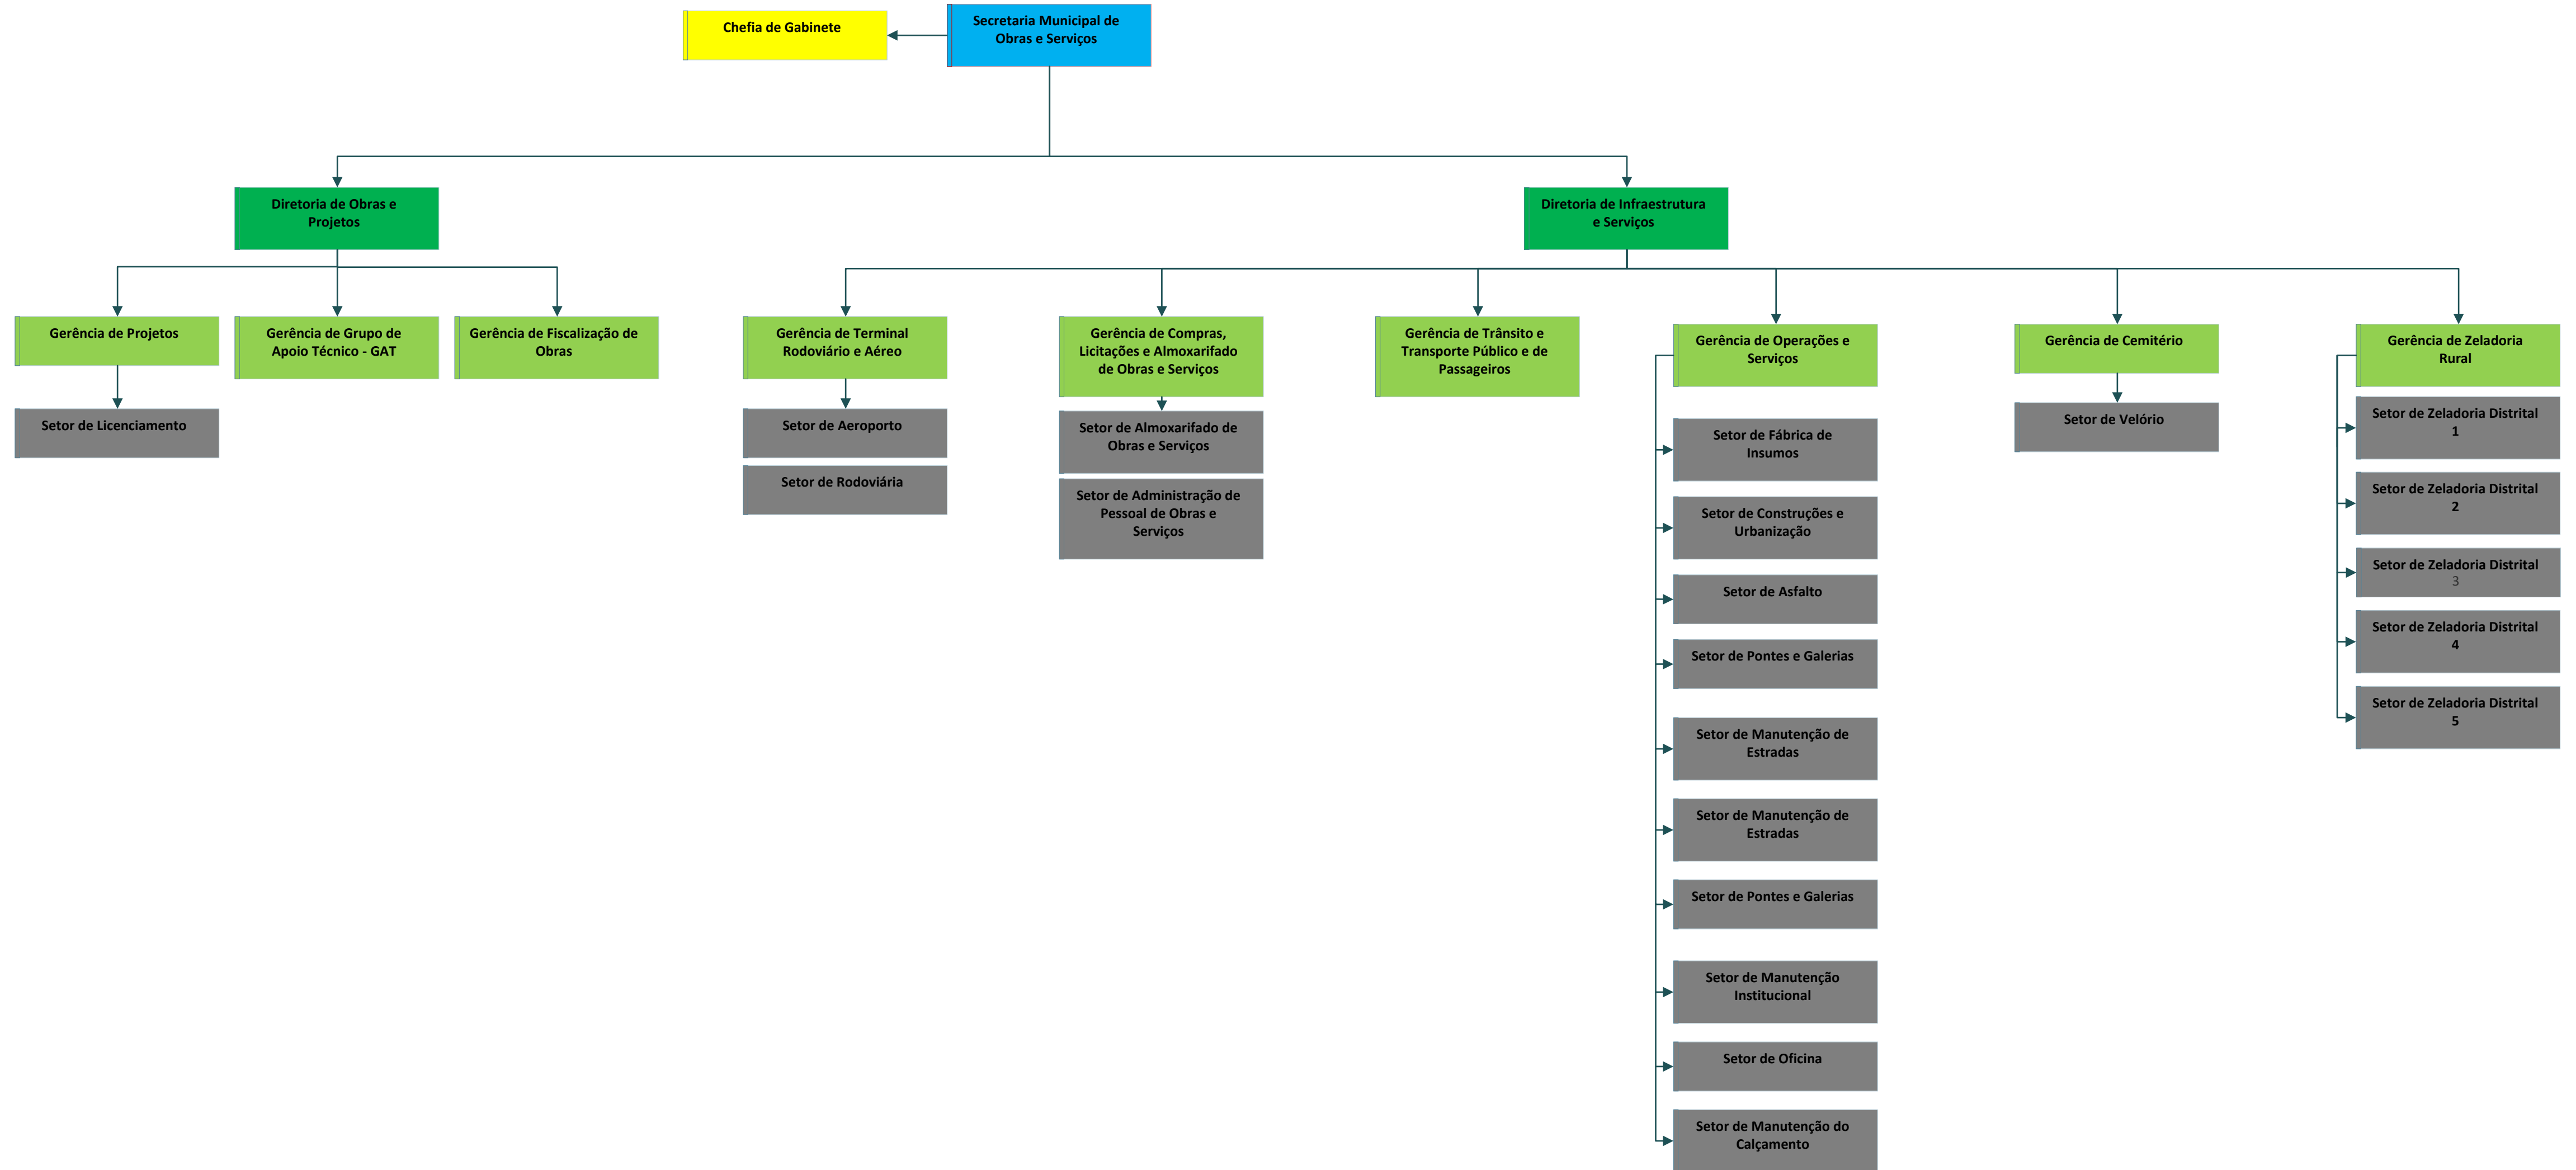 Chefia de Gabinete
Secretaria Municipal de
Obras e Serviços
Diretoria de Obras e
Projetos
Diretoria de Infraestrutura
e Serviços
Gerência de Projetos
Gerência de Grupo de
Apoio Técnico - GAT
Gerência de Fiscalização de
Obras
Gerência de Terminal
Rodoviário e Aéreo
Gerência de Compras,
Licitações e Almoxarifado
de Obras e Serviços
Gerência de Trânsito e
Transporte Público e de
Passageiros
Gerência de Operações e
Serviços
Gerência de Cemitério
Gerência de Zeladoria
Rural
Setor de Licenciamento
Setor de Aeroporto
Setor de Rodoviária
Setor de Almoxarifado de
Obras e Serviços
Setor de Administração de
Pessoal de Obras e
Serviços
Setor de Fábrica de
Insumos
Setor de Construções e
Urbanização
Setor de Asfalto
Setor de Pontes e Galerias
Setor de Manutenção de
Estradas
Setor de Manutenção de
Estradas
Setor de Pontes e Galerias
Setor de Manutenção
Institucional
Setor de Oficina
Setor de Manutenção do
Calçamento
Setor de Velório
Setor de Zeladoria Distrital
1
Setor de Zeladoria Distrital
2
Setor de Zeladoria Distrital
3
Setor de Zeladoria Distrital
4
Setor de Zeladoria Distrital
5